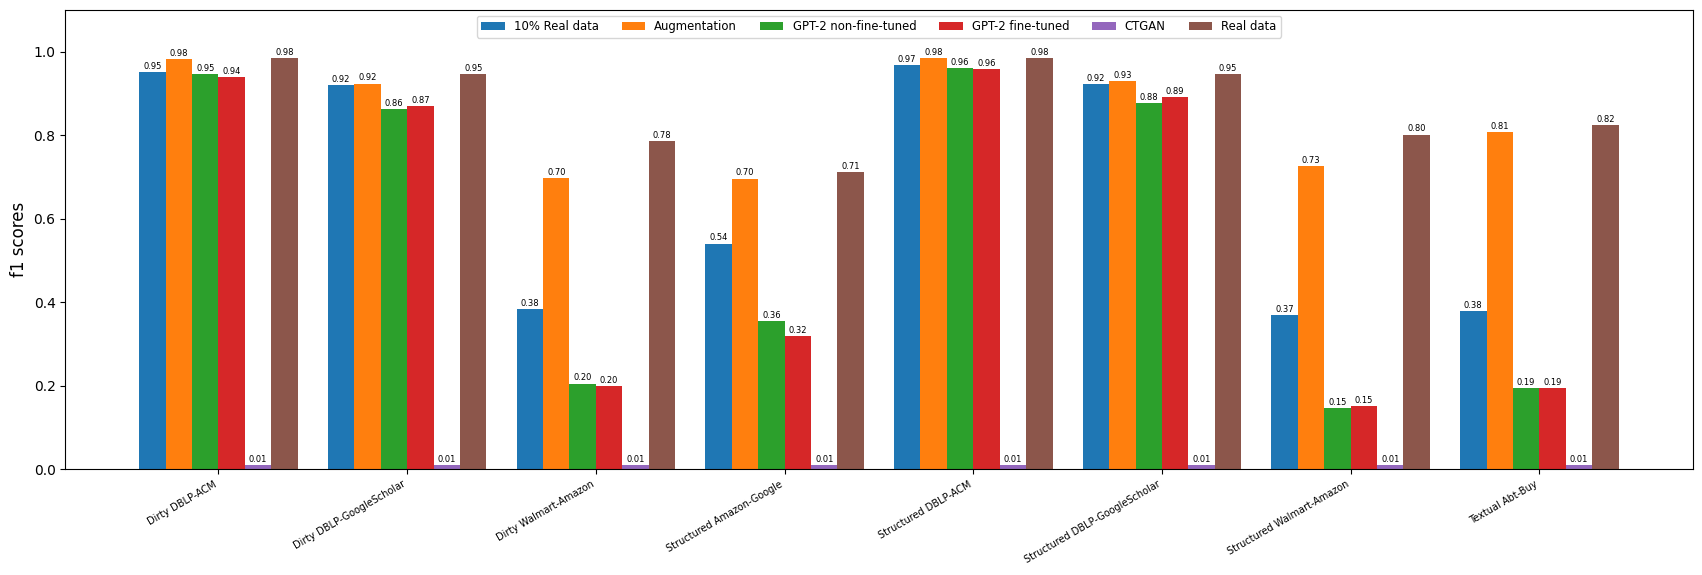 10% Real data Augmentation GPT-2 non-fine-tuned GPT-2 fine-tuned CTGAN Real data
f1 scores
1.0
0.8
0.6
0.4
0.2
0.0
0.95 0.98 0.95 0.94 0.01 0.98
0.92 0.92 0.86 0.87 0.01 0.95
0.38 0.70 0.20 0.20 0.01 0.78
0.54 0.70 0.36 0.32 0.01 0.71
0.97 0.98 0.96 0.96 0.01 0.98
0.92 0.93 0.88 0.89 0.01 0.95
0.37 0.73 0.15 0.15 0.01 0.80
0.38 0.81 0.19 0.19 0.01 0.82
Dirty DBLP-ACM
Dirty DBLP-GoogleScholar
Dirty Walmart-Amazon
Structured Amazon-Google
Structured DBLP-ACM
Structured DBLP-GoogleScholar
Structured Walmart-Amazon
Textual Abt-Buy